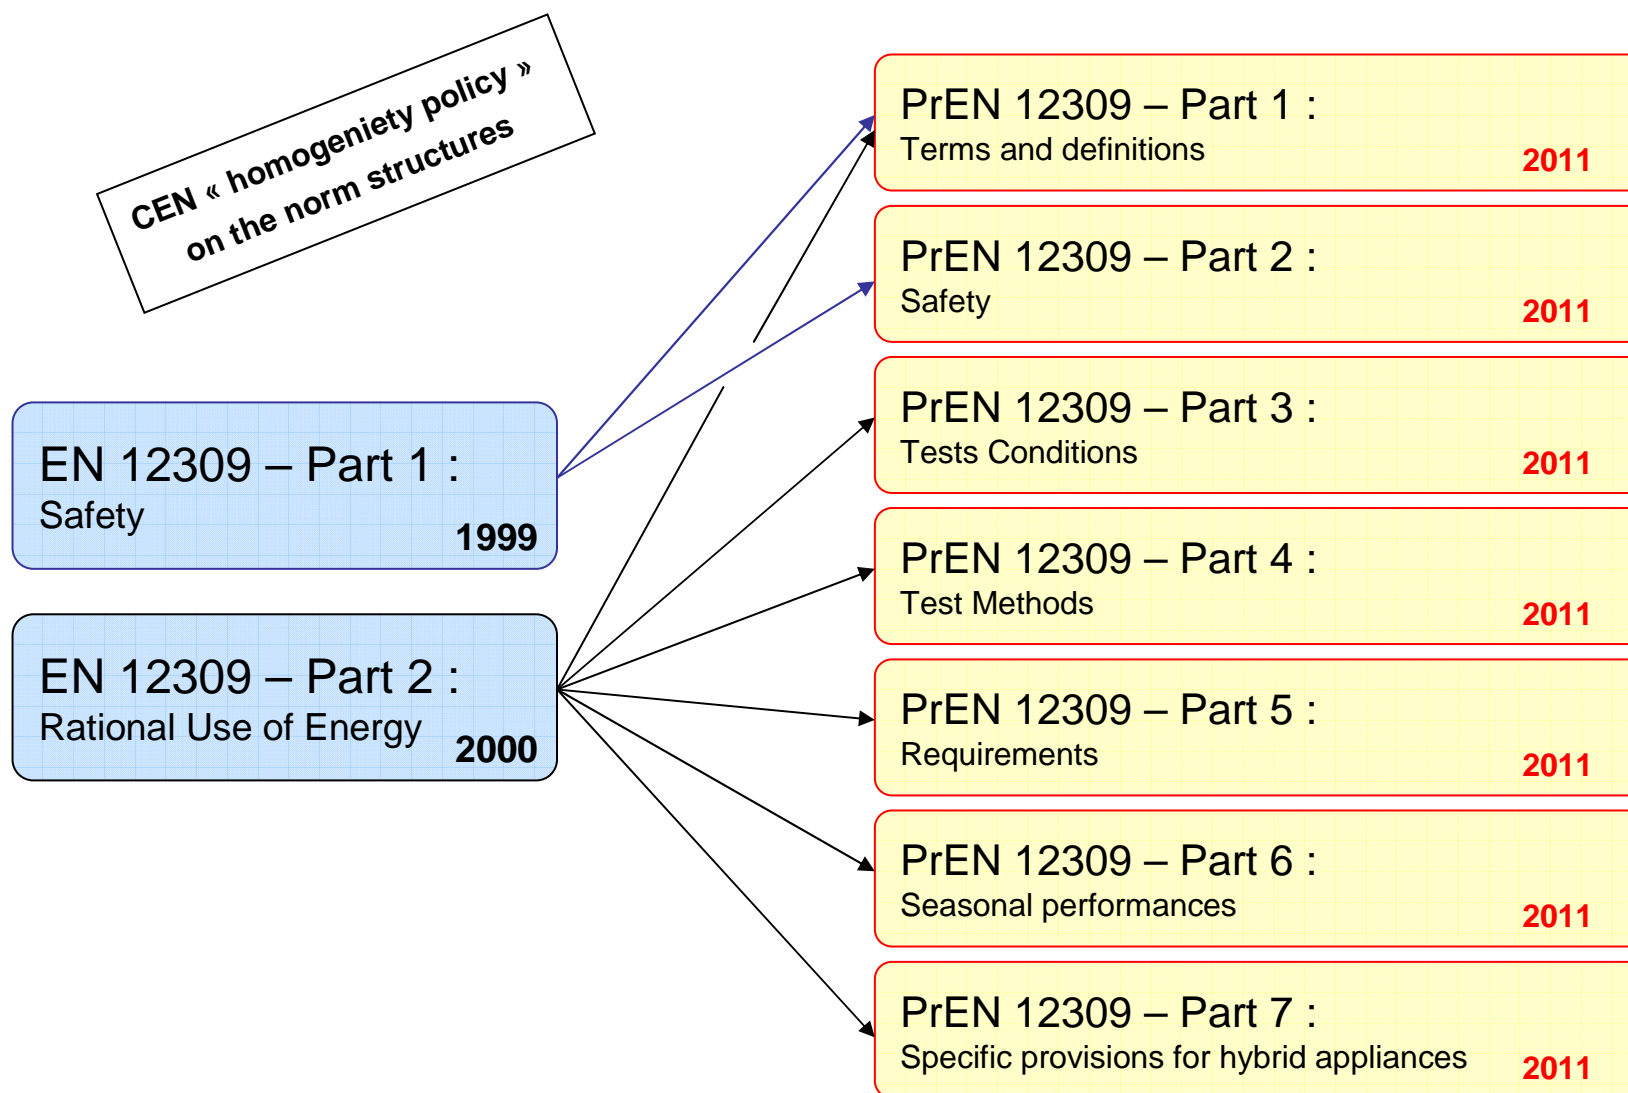 CEN « homogeniety policy »
on the norm structures
EN 12309 – Part 1 :
Safety
1999
EN 12309 – Part 2 :
Rational Use of Energy
2000
PrEN 12309 – Part 1 :
Terms and definitions
2011
PrEN 12309 – Part 2 :
Safety
2011
PrEN 12309 – Part 3 :
Tests Conditions
2011
PrEN 12309 – Part 4 :
Test Methods
2011
PrEN 12309 – Part 5 :
Requirements
2011
PrEN 12309 – Part 6 :
Seasonal performances
2011
PrEN 12309 – Part 7 :
Specific provisions for hybrid appliances
2011